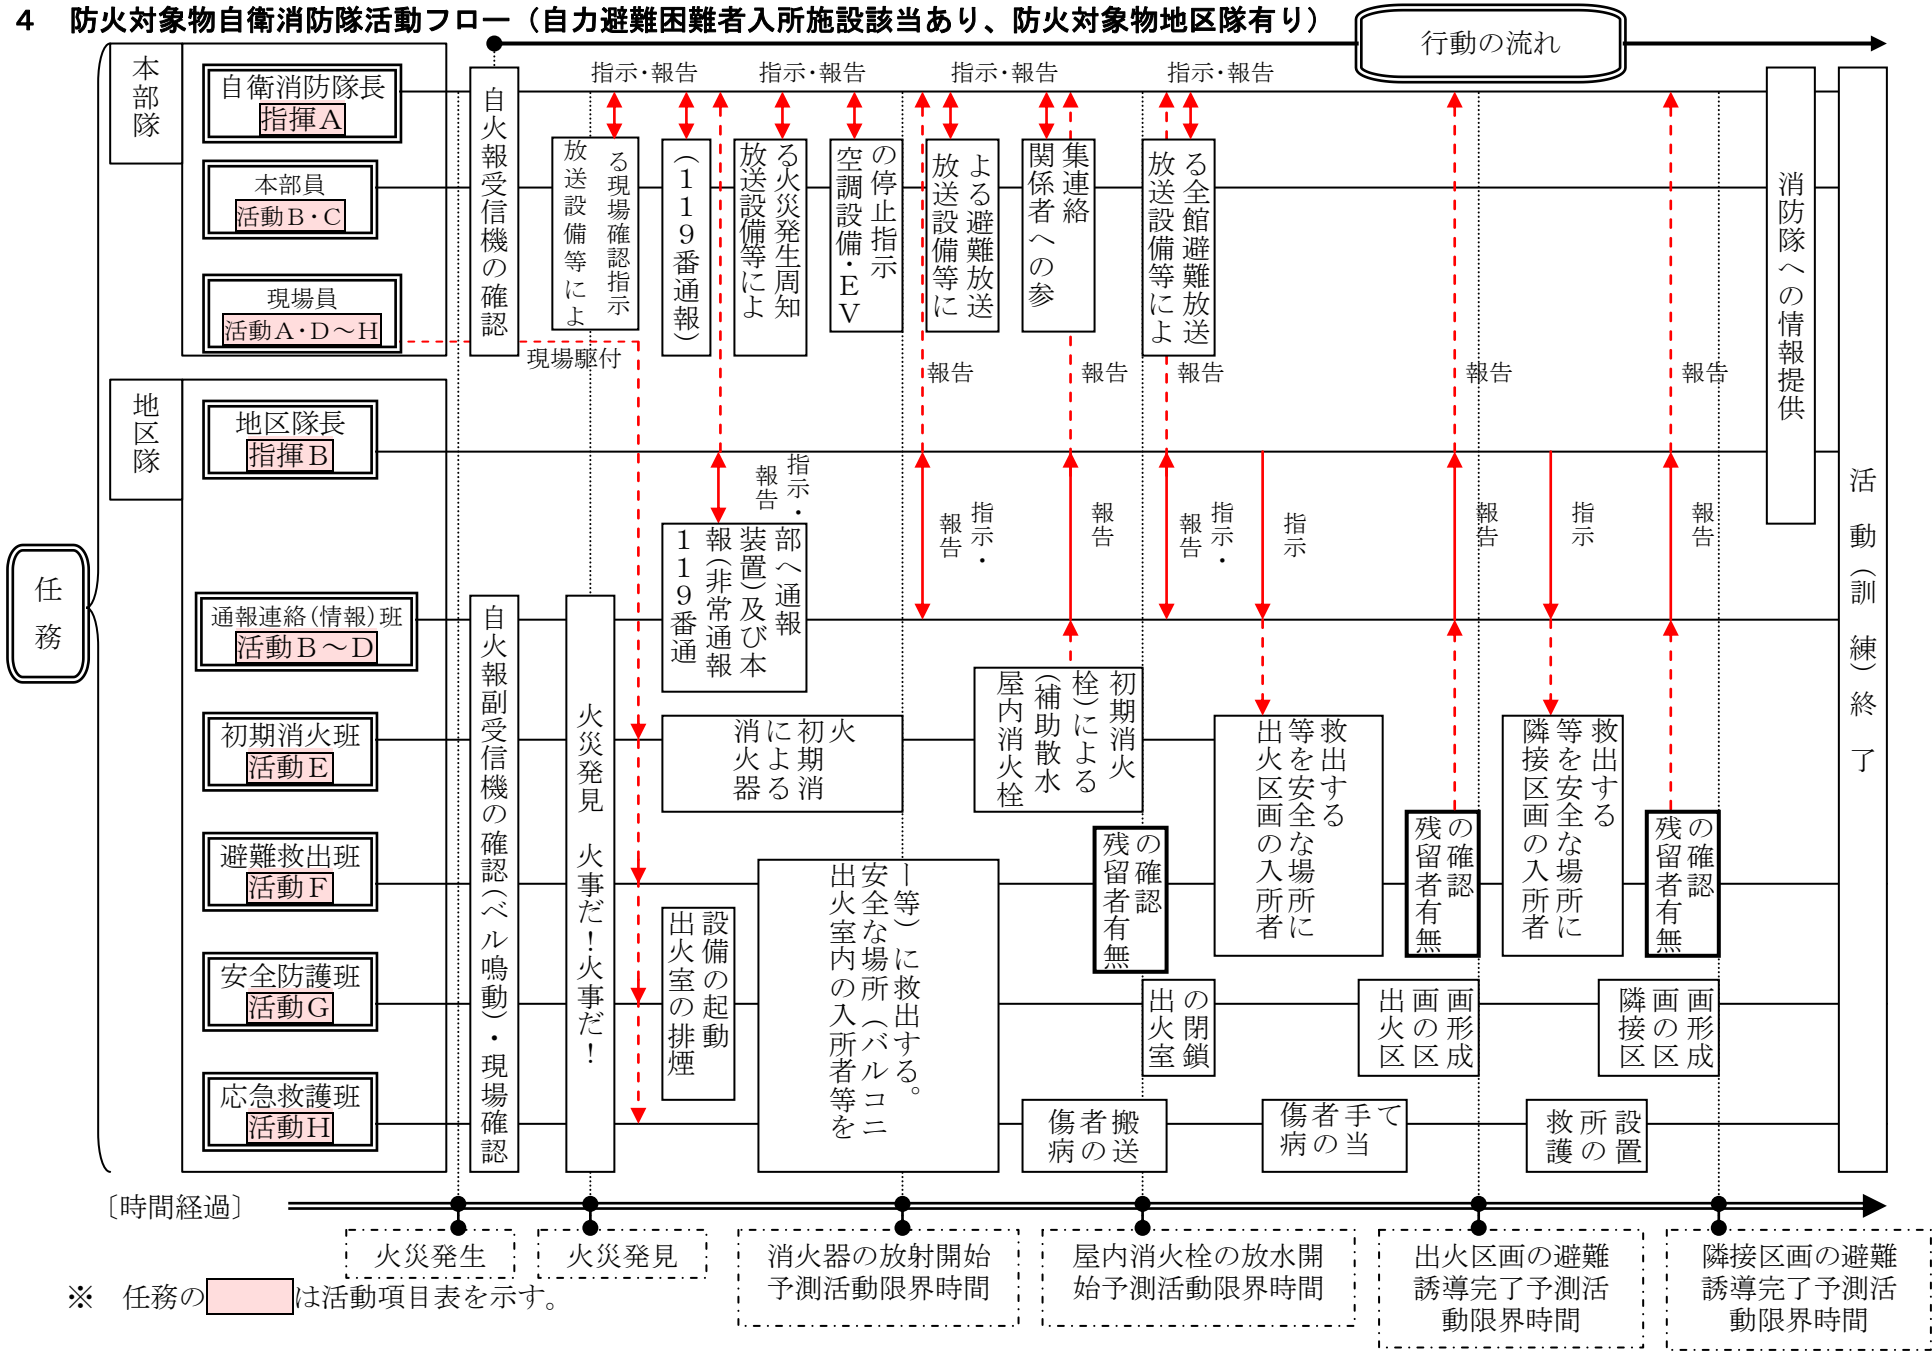 4 防火対象物自衛消防隊活動フロー（自力避難困難者入所施設該当あり、防火対象物地区隊有り）
行動の流れ
任務
本部隊
自衛消防隊長
指揮A
本部員
活動B・C
現場員
活動A・D～H
地区隊
地区隊長
指揮B
通報連絡(情報)班
活動B～D
初期消火班
活動E
避難救出班
活動F
安全防護班
活動G
応急救護班
活動H
自火報受信機の確認
指示・報告
指示・報告
指示・報告
指示・報告
放送設備等によ
る現場確認指示
(119番通報)
放送設備等によ
る火災発生周知
空調設備・EV
の停止指示
放送設備等に
よる避難放送
関係者への参
集連絡
放送設備等によ
る全館避難放送
現場駆付
報告
報告
報告
報告
報告
消防隊への情報提供
活動(訓練)終了
指示・
報告
指示・
報告
報告
指示・
報告
指示
報告
指示
報告
自火報副受信機の確認(ベル鳴動)・現場確認
火災発見　火事だ！火事だ！
119番通
報(非常通報
装置)及び本
部へ通報
消火器
による
初期消
火
屋内消火栓
(補助散水
栓)による
初期消火
出火室の排煙
設備の起動
出火室内の入所者等を
安全な場所(バルコニ
ー等)に救出する。
残留者有無
の確認
出火区画の入所者
等を安全な場所に
救出する
残留者有無
の確認
隣接区画の入所者
等を安全な場所に
救出する
残留者有無
の確認
出火室
の閉鎖
出火区
画の区
画形成
隣接区
画の区
画形成
傷病
者の
搬送
傷病
者の
手当
て
救護
所の
設置
〔時間経過〕
火災発生
火災発見
消火器の放射開始
予測活動限界時間
屋内消火栓の放水開
始予測活動限界時間
出火区画の避難
誘導完了予測活
動限界時間
隣接区画の避難
誘導完了予測活
動限界時間
※ 任務の　　　は活動項目表を示す。